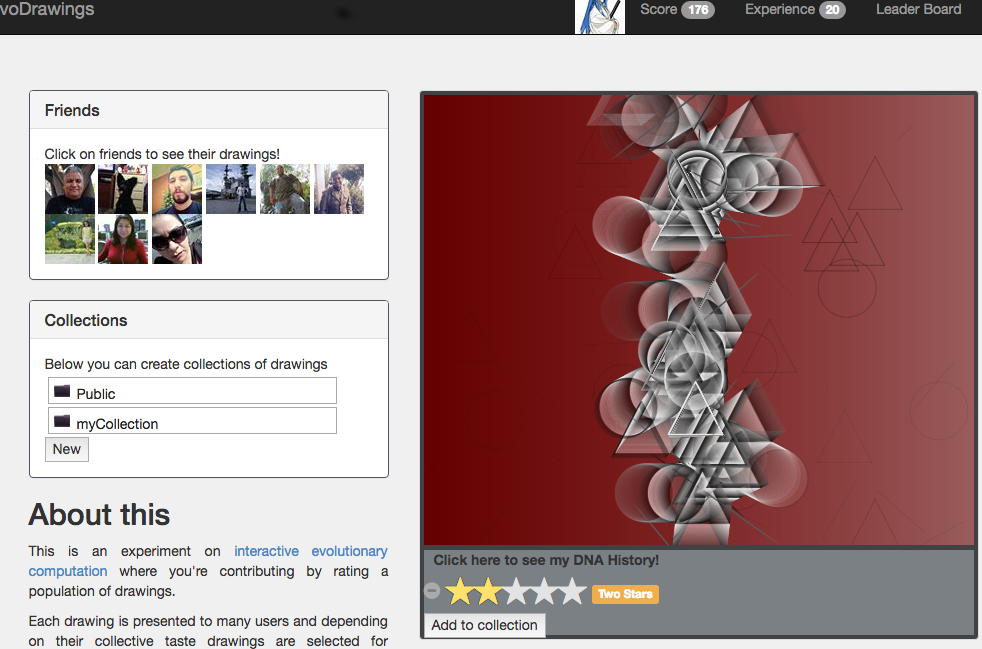 voDrawings
Score 176 Experience 20 Leader Board
Friends
Click on friends to see their drawings!
Collections
Below you can create collections of drawings
Public
myCollection
New
About this
This is an experiment on interactive evolutionary
computation where you're contributing by rating a
population of drawings.
Each drawing is presented to many users and depending
on their collective taste drawings are selected for
Click here to see my DNA History!
Two Stars
Add to collection